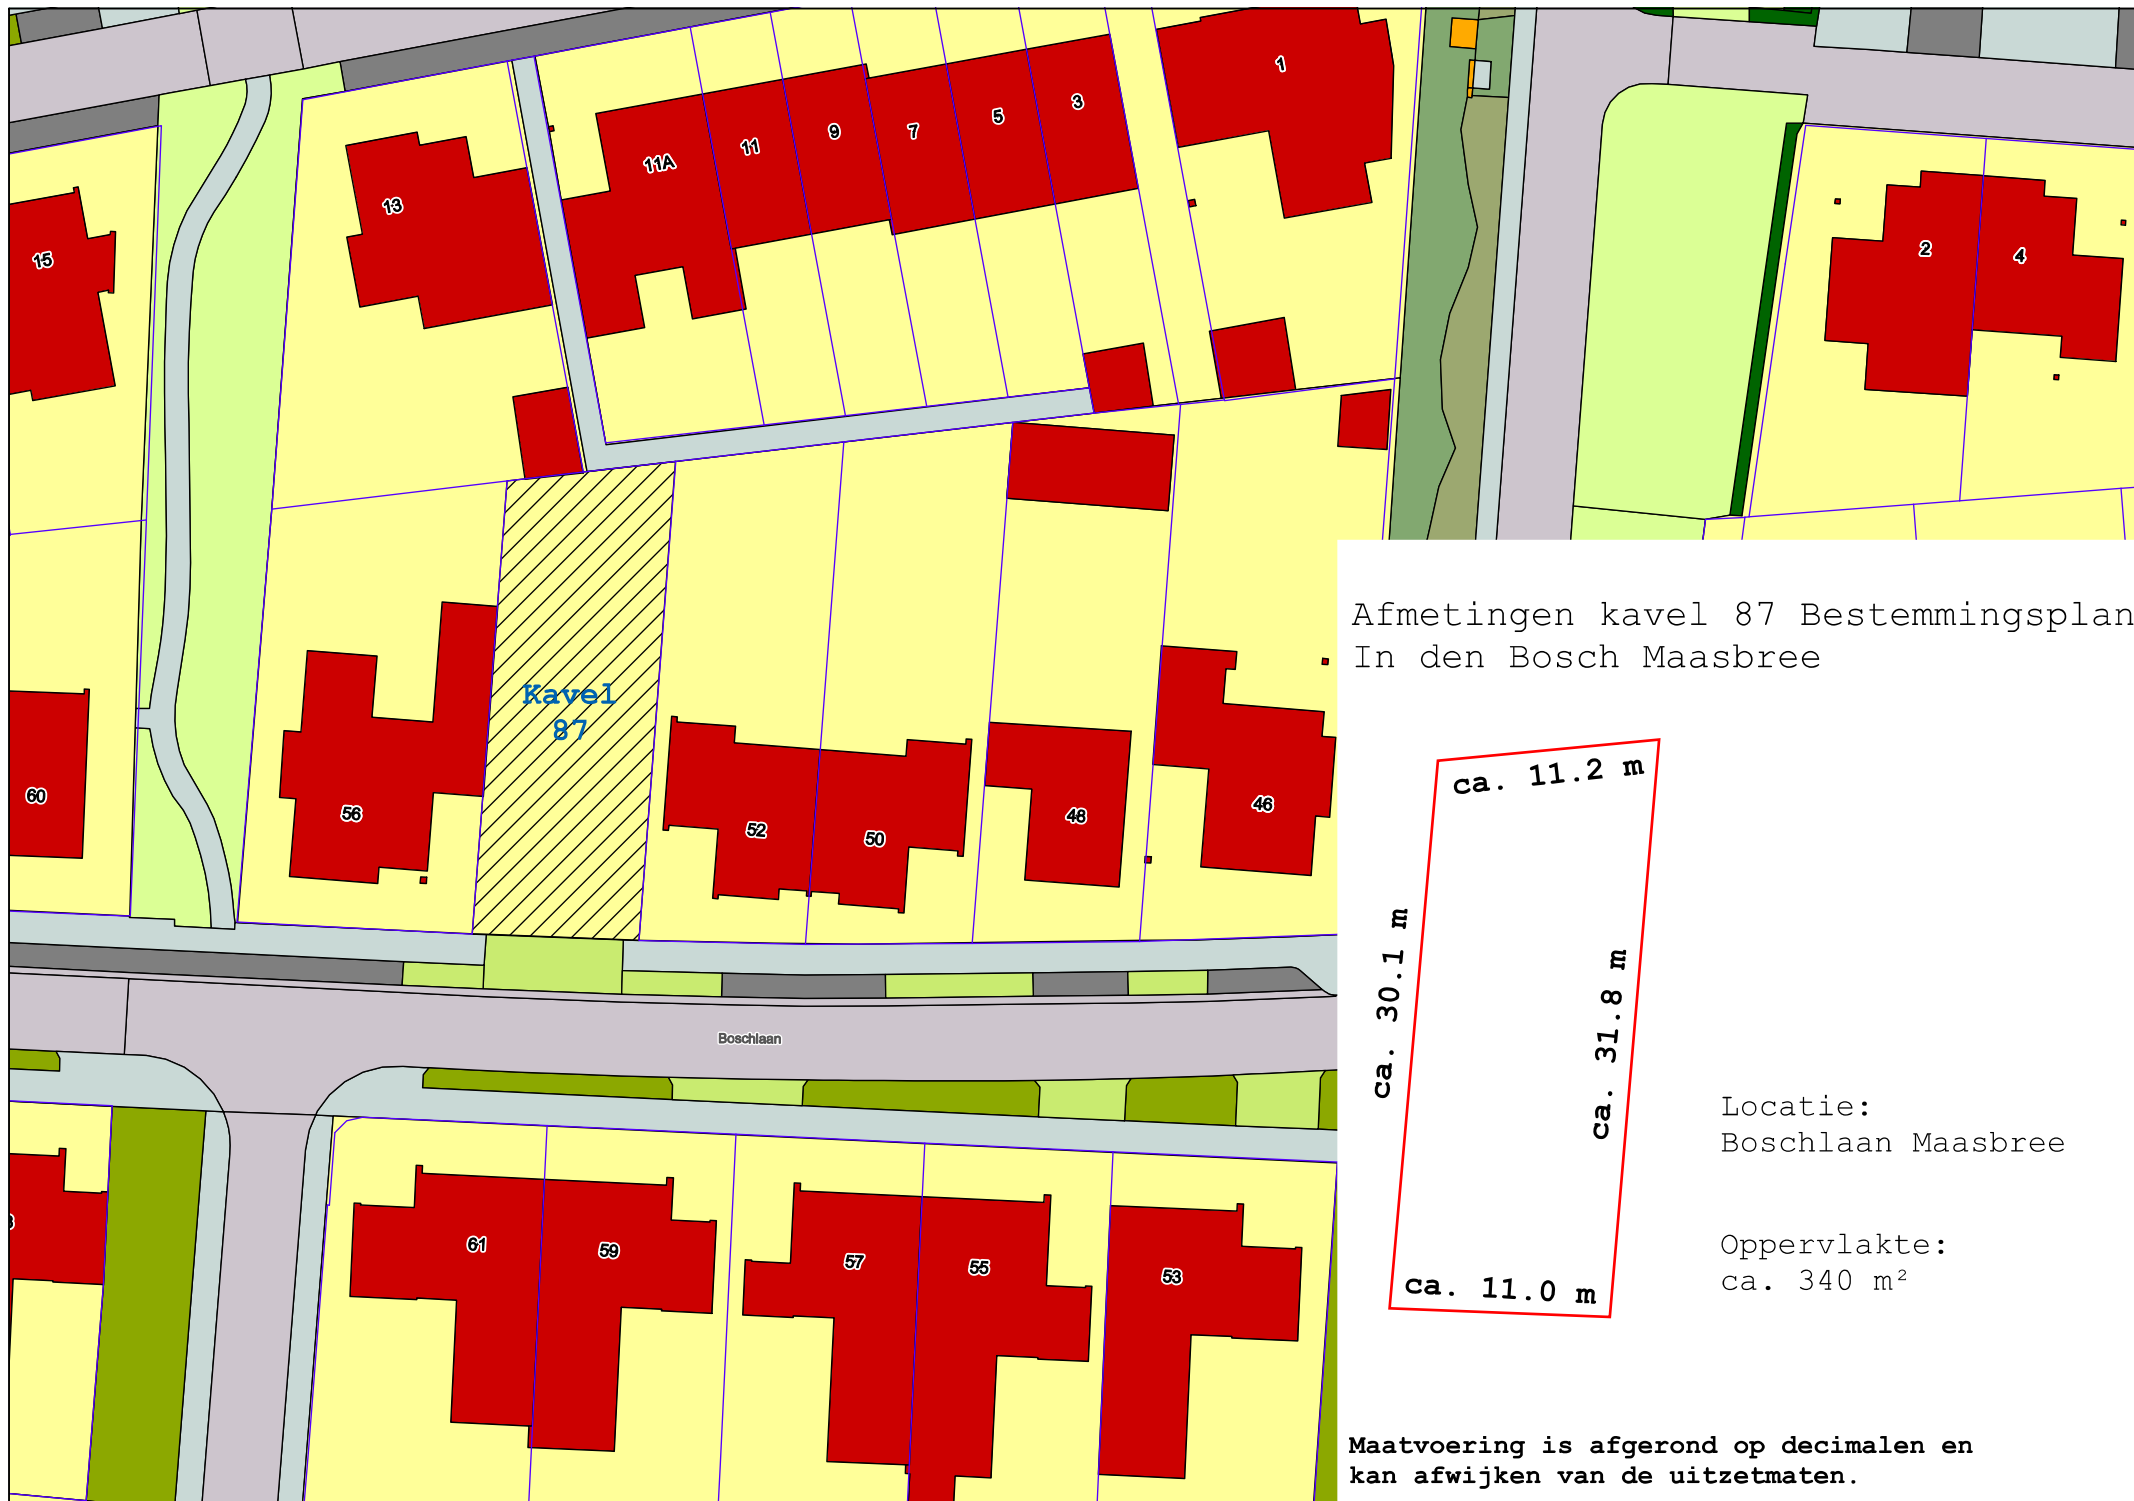 1
3
5
7
9
11
11A
13
15
2
4
Kavel
87
60
56
52
50
48
46
Boschlaan
61
59
57
55
53
Afmetingen kavel 87 Bestemmingsplan
In den Bosch Maasbree
ca. 11.2 m
ca. 30.1 m
ca. 31.8 m
ca. 11.0 m
Locatie:
Boschlaan Maasbree
Oppervlakte:
ca. 340 m²
Maatvoering is afgerond op decimalen en
kan afwijken van de uitzetmaten.